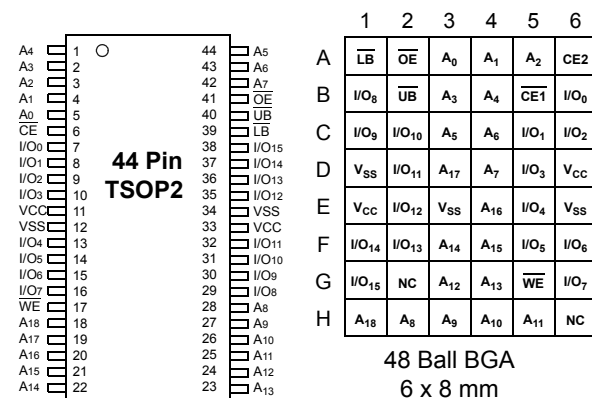 A4 1 44 A5
A3 2 43 A6
A2 3 42 A7
A1 4 41 OE
A0 5 40 UB
CE 6 39 LB
I/O0 7 38 I/O15
I/O1 8 37 I/O14
I/O2 9 36 I/O13
I/O3 10 35 I/O12
VCC 11 34 VSS
VSS 12 33 VCC
I/O4 13 32 I/O11
I/O5 14 31 I/O10
I/O6 15 30 I/O9
I/O7 16 29 I/O8
WE 17 28 A8
A18 18 27 A9
A17 19 26 A10
A16 20 25 A11
A15 21 24 A12
A14 22 23 A13
44 Pin
TSOP2
1 2 3 4 5 6
A LB OE A0 A1 A2 CE2
B I/O8 UB A3 A4 CE1 I/O0
C I/O9 I/O10 A5 A6 I/O1 I/O2
D VSS I/O11 A17 A7 I/O3 VCC
E VCC I/O12 VSS A16 I/O4 VSS
F I/O14 I/O13 A14 A15 I/O5 I/O6
G I/O15 NC A12 A13 WE I/O7
H A18 A8 A9 A10 A11 NC
48 Ball BGA
6 x 8 mm